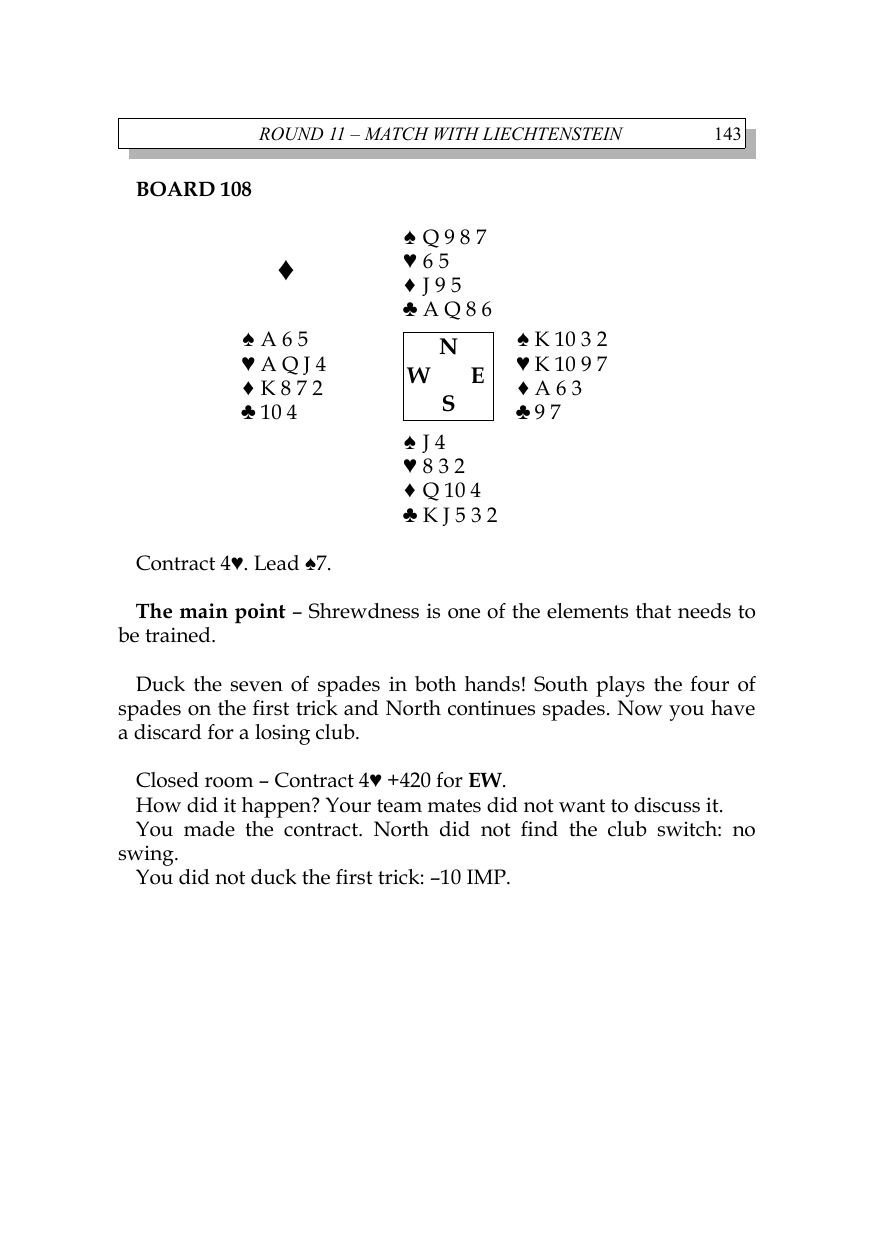 ROUND 11 – MATCH WITH LIECHTENSTEIN 143
BOARD 108
♠ Q 9 8 7
♥ 6 5
♦
♦ J 9 5
♣ A Q 8 6
♠ A 6 5
♥ A Q J 4
♦ K 8 7 2
♣ 10 4
N
W E
S
♠ K 10 3 2
♥ K 10 9 7
♦ A 6 3
♣ 9 7
♠ J 4
♥ 8 3 2
♦ Q 10 4
♣ K J 5 3 2
Contract 4♥. Lead ♠7.
The main point – Shrewdness is one of the elements that needs to
be trained.
Duck the seven of spades in both hands! South plays the four of
spades on the first trick and North continues spades. Now you have
a discard for a losing club.
Closed room – Contract 4♥ +420 for EW.
How did it happen? Your team mates did not want to discuss it.
You made the contract. North did not find the club switch: no
swing.
You did not duck the first trick: –10 IMP.